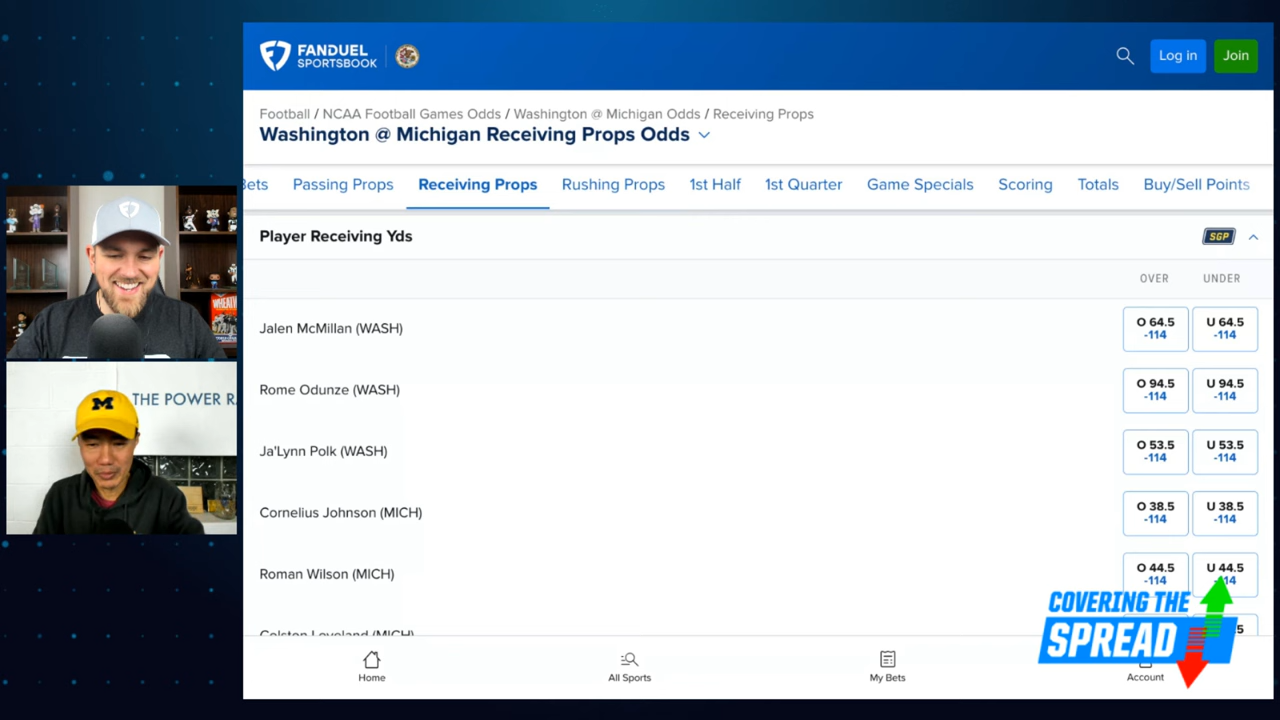 FANDUEL
SPORTSBOOK
Log in
Join
Football / NCAA Football Games Odds / Washington @ Michigan Odds / Receiving Props
Washington @ Michigan Receiving Props Odds
Bets Passing Props Receiving Props Rushing Props 1st Half 1st Quarter Game Specials Scoring Totals Buy/Sell Points
Player Receiving Yds
SGP
OVER UNDER
Jalen McMillan (WASH)
O 64.5 U 64.5
-114 -114
Rome Odunze (WASH)
O 94.5 U 94.5
-114 -114
Ja'Lynn Polk (WASH)
O 53.5 U 53.5
-114 -114
Cornelius Johnson (MICH)
O 38.5 U 38.5
-114 -114
Roman Wilson (MICH)
O 44.5 U 44.5
-114
Colston Loveland (MICH)
COVERING THE
SPREAD
Home
All Sports
My Bets
Account
M
THE POWER R